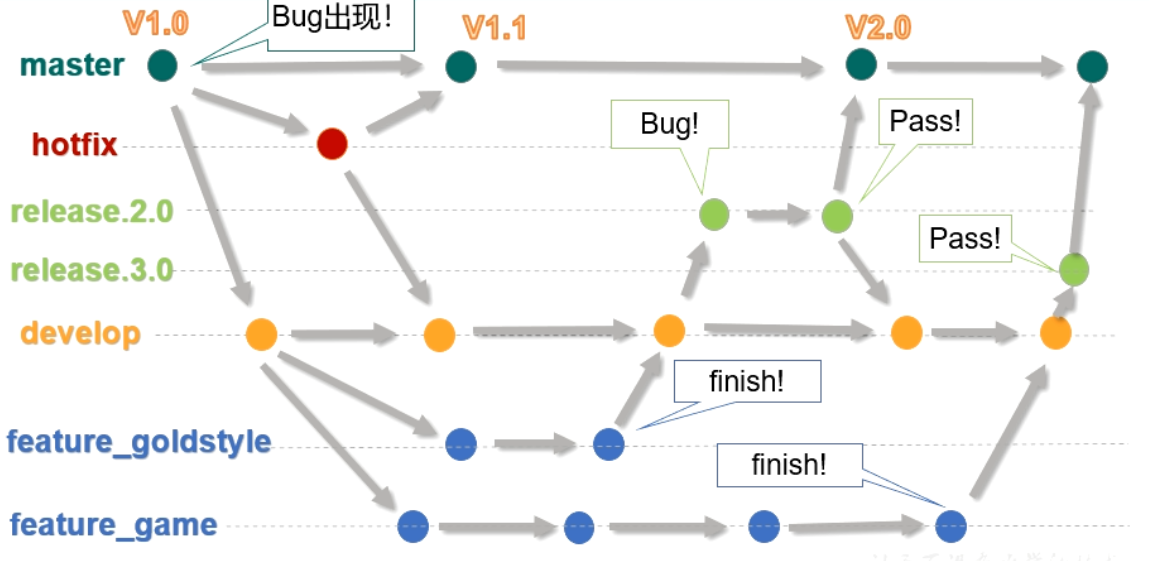 V1.0
Bug出现！
V1.1
V2.0
master
hotfix
Bug!
Pass!
release.2.0
Pass!
release.3.0
develop
finish!
feature_goldstyle
finish!
feature_game